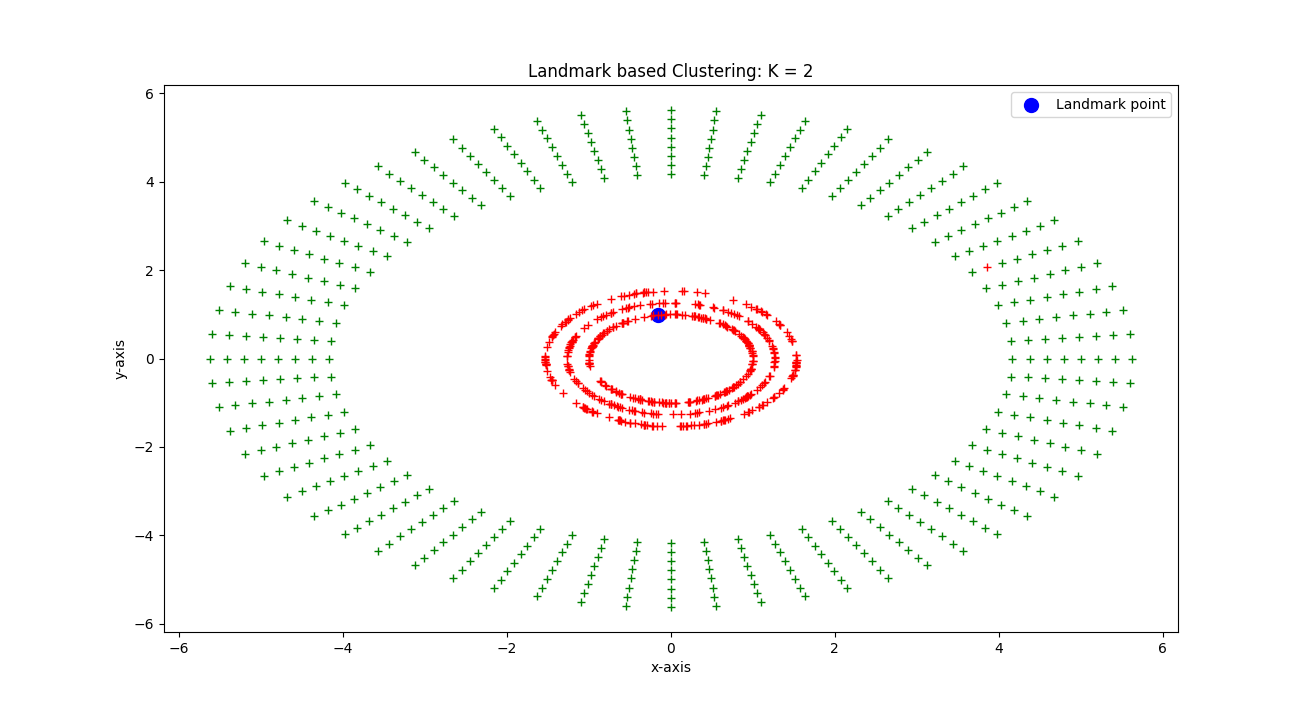 Landmark based Clustering: K = 2
Landmark point
6
4
2
0
−2
−4
−6
y-axis
−6 −4 −2 0 2 4 6
x-axis